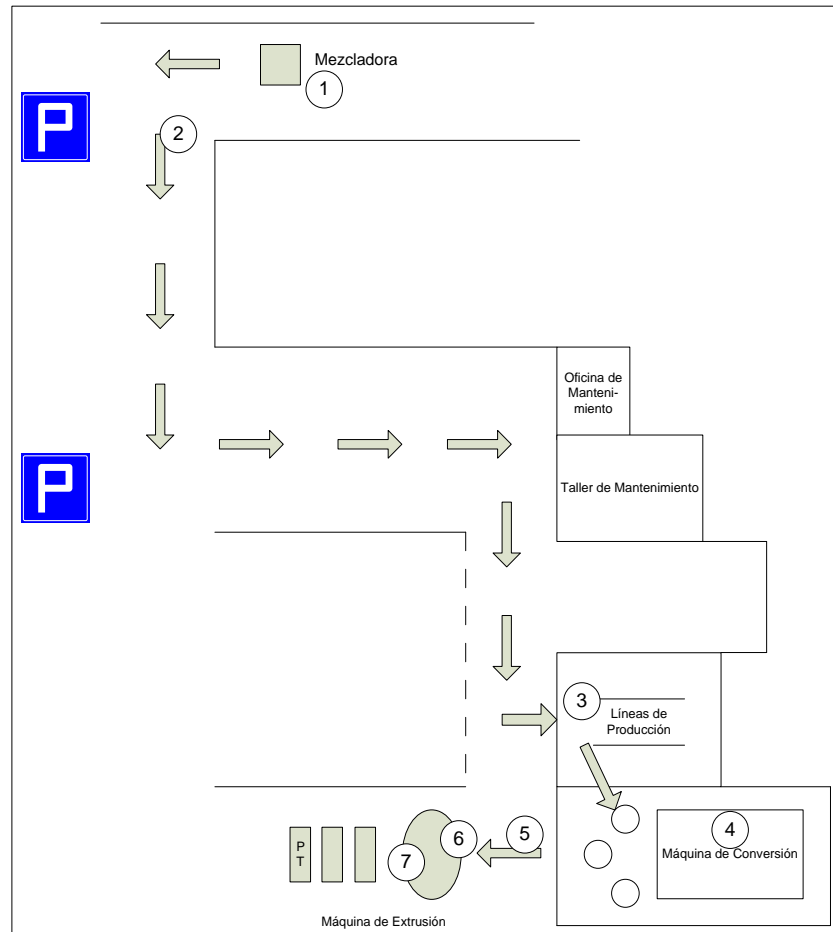 Mezcladora
1
P
2
Oficina de
Manteni-
miento
Taller de Mantenimiento
P
3
Líneas de
Producción
4
Máquina de Conversión
5
6
7
P
T
Máquina de Extrusión